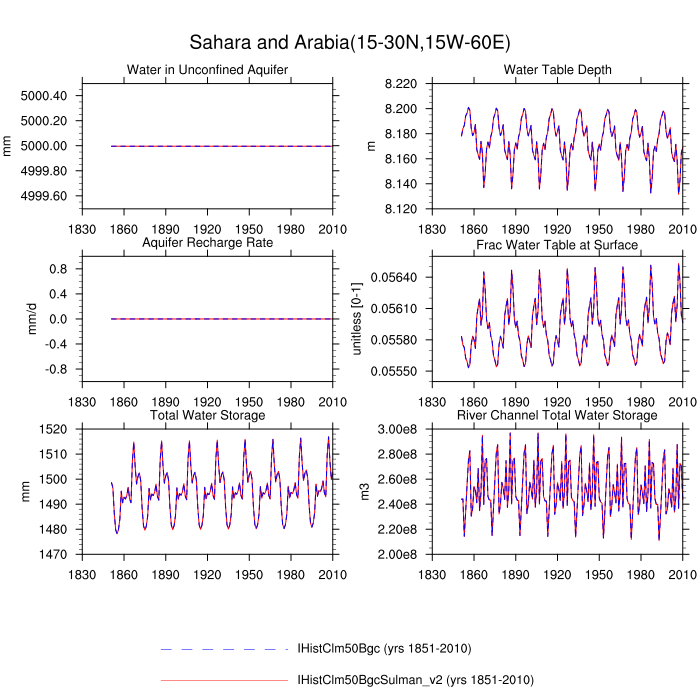 Sahara and Arabia(15-30N,15W-60E)
Water in Unconfined Aquifer
Water Table Depth
mm
5000.40
5000.20
5000.00
4999.80
4999.60
1830 1860 1890 1920 1950 1980 2010
m
8.220
8.200
8.180
8.160
8.140
8.120
1830 1860 1890 1920 1950 1980 2010
Aquifer Recharge Rate
Frac Water Table at Surface
mm/d
0.8
0.4
0.0
-0.4
-0.8
1830 1860 1890 1920 1950 1980 2010
unitless [0-1]
0.05640
0.05610
0.05580
0.05550
1830 1860 1890 1920 1950 1980 2010
Total Water Storage
River Channel Total Water Storage
mm
1520
1510
1500
1490
1480
1470
1830 1860 1890 1920 1950 1980 2010
m3
3.00e8
2.80e8
2.60e8
2.40e8
2.20e8
2.00e8
1830 1860 1890 1920 1950 1980 2010
IHistClm50Bgc (yrs 1851-2010)
IHistClm50BgcSulman_v2 (yrs 1851-2010)